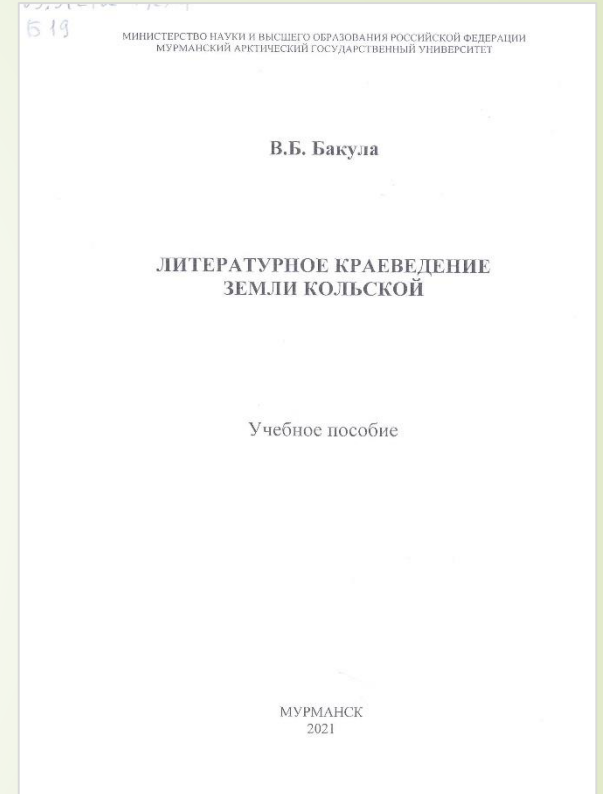 Б 19
МИНИСТЕРСТВО НАУКИ И ВЫСШЕГО ОБРАЗОВАНИЯ РОССИЙСКОЙ ФЕДЕРАЦИИ
МУРМАНСКИЙ АРКТИЧЕСКИЙ ГОСУДАРСТВЕННЫЙ УНИВЕРСИТЕТ
В.Б. Бакула
ЛИТЕРАТУРНОЕ КРАЕВЕДЕНИЕ
ЗЕМЛИ КОЛЬСКОЙ
Учебное пособие
МУРМАНСК
2021